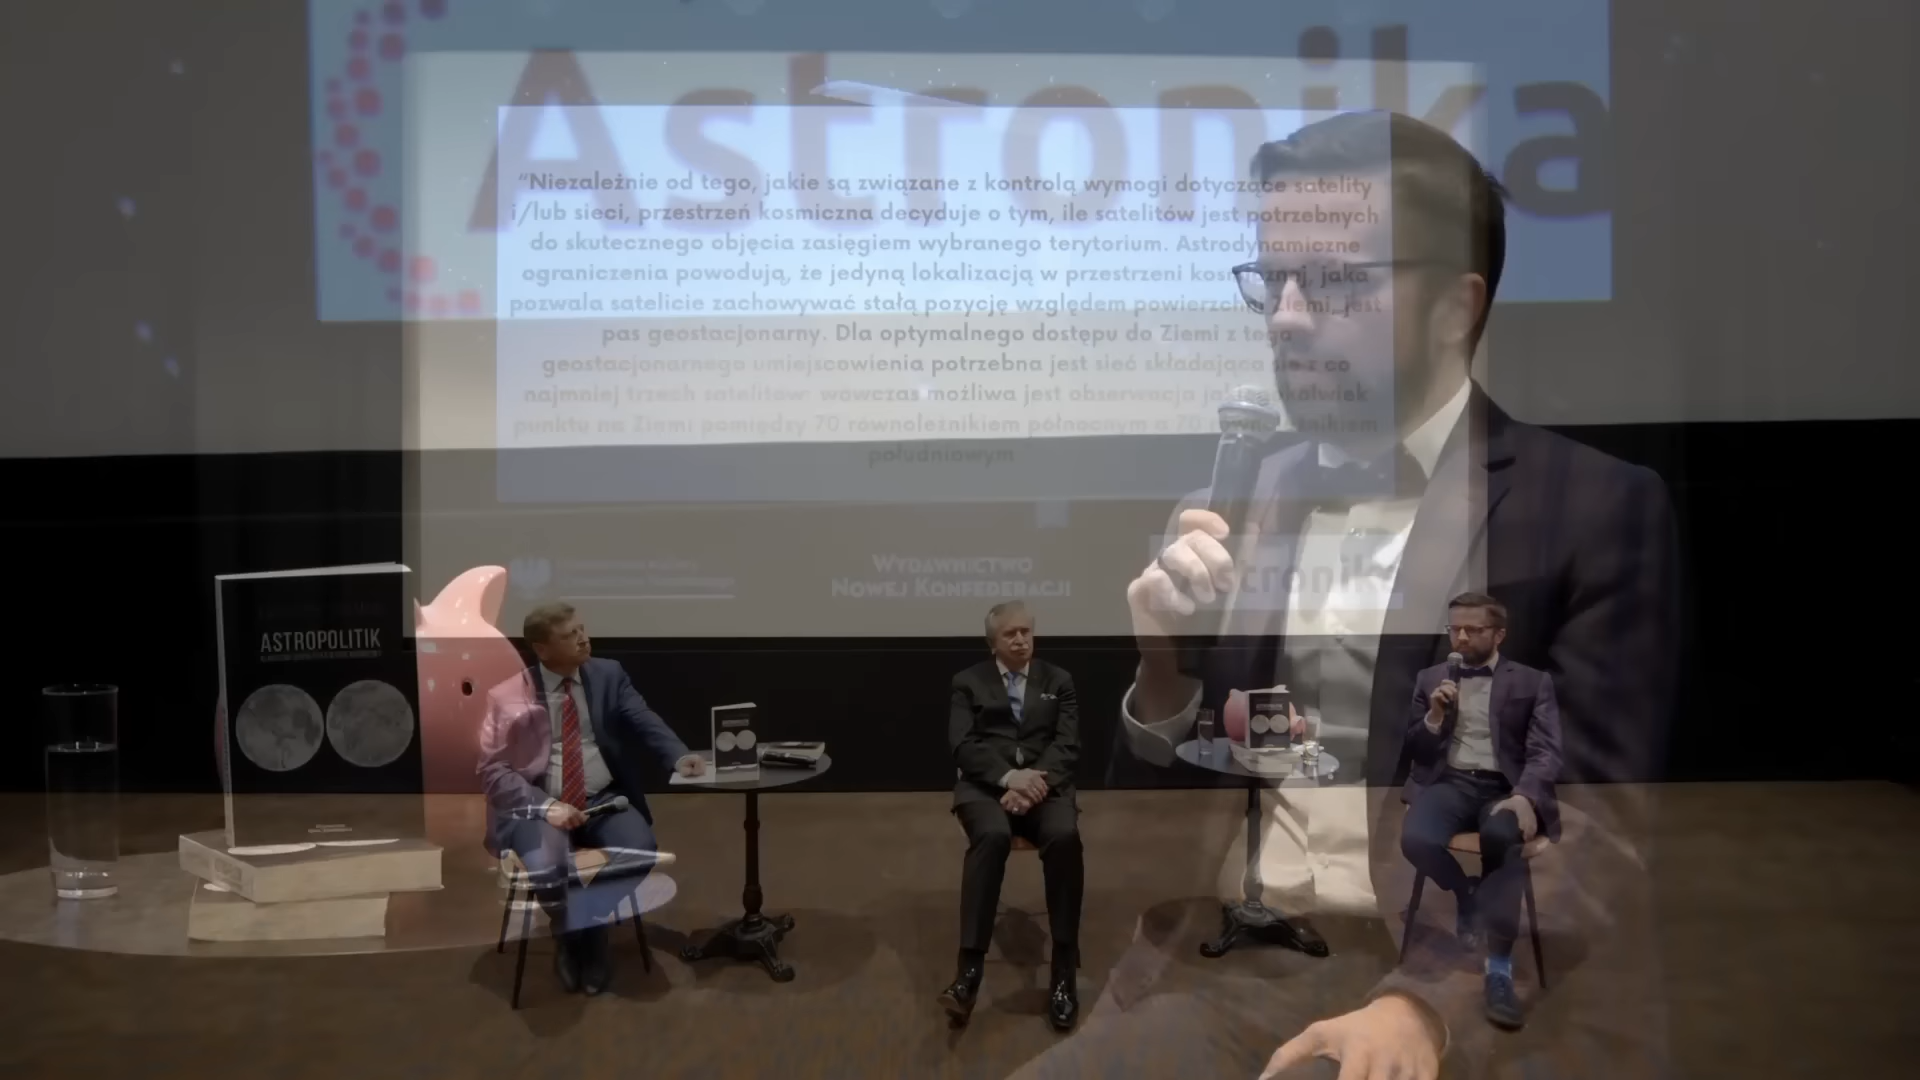 Astronika
“Niezależnie od tego, jakie są związane z kontrolą wymogi dotyczące satelity
i/lub sieci, przestrzeń kosmiczna decyduje o tym, ile satelitów jest potrzebnych
do skutecznego objęcia zasięgiem wybranego terytorium. Astrodynamiczne
ograniczenia powodują, że jedyną lokalizacją w przestrzeni kosmicznej, jaka
pozwala satelicie zachowywać stałą pozycję względem powierzchni Ziemi, jest
pas geostacjonarny. Dla optymalnego dostępu do Ziemi z tego
geostacjonarnego umiejscowienia potrzebna jest sieć składająca się z co
najmniej trzech satelitów: wówczas możliwa jest obserwacja jakiegokolwiek
punktu na Ziemi pomiędzy 70 równoleżnikiem północnym a 70 równoleżnikiem
południowym
Wydawnictwo
Nowej Konfederacji
Astronika
ASTROPOLITIK